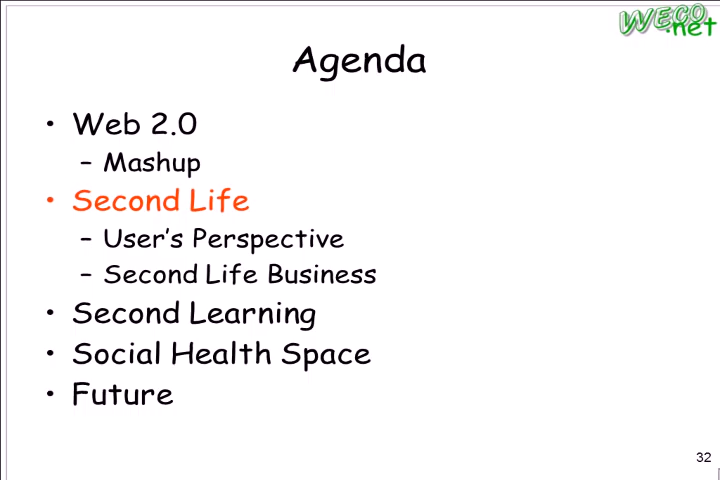 WECO
.net
Agenda
• Web 2.0
– Mashup
• Second Life
– User's Perspective
– Second Life Business
• Second Learning
• Social Health Space
• Future
32